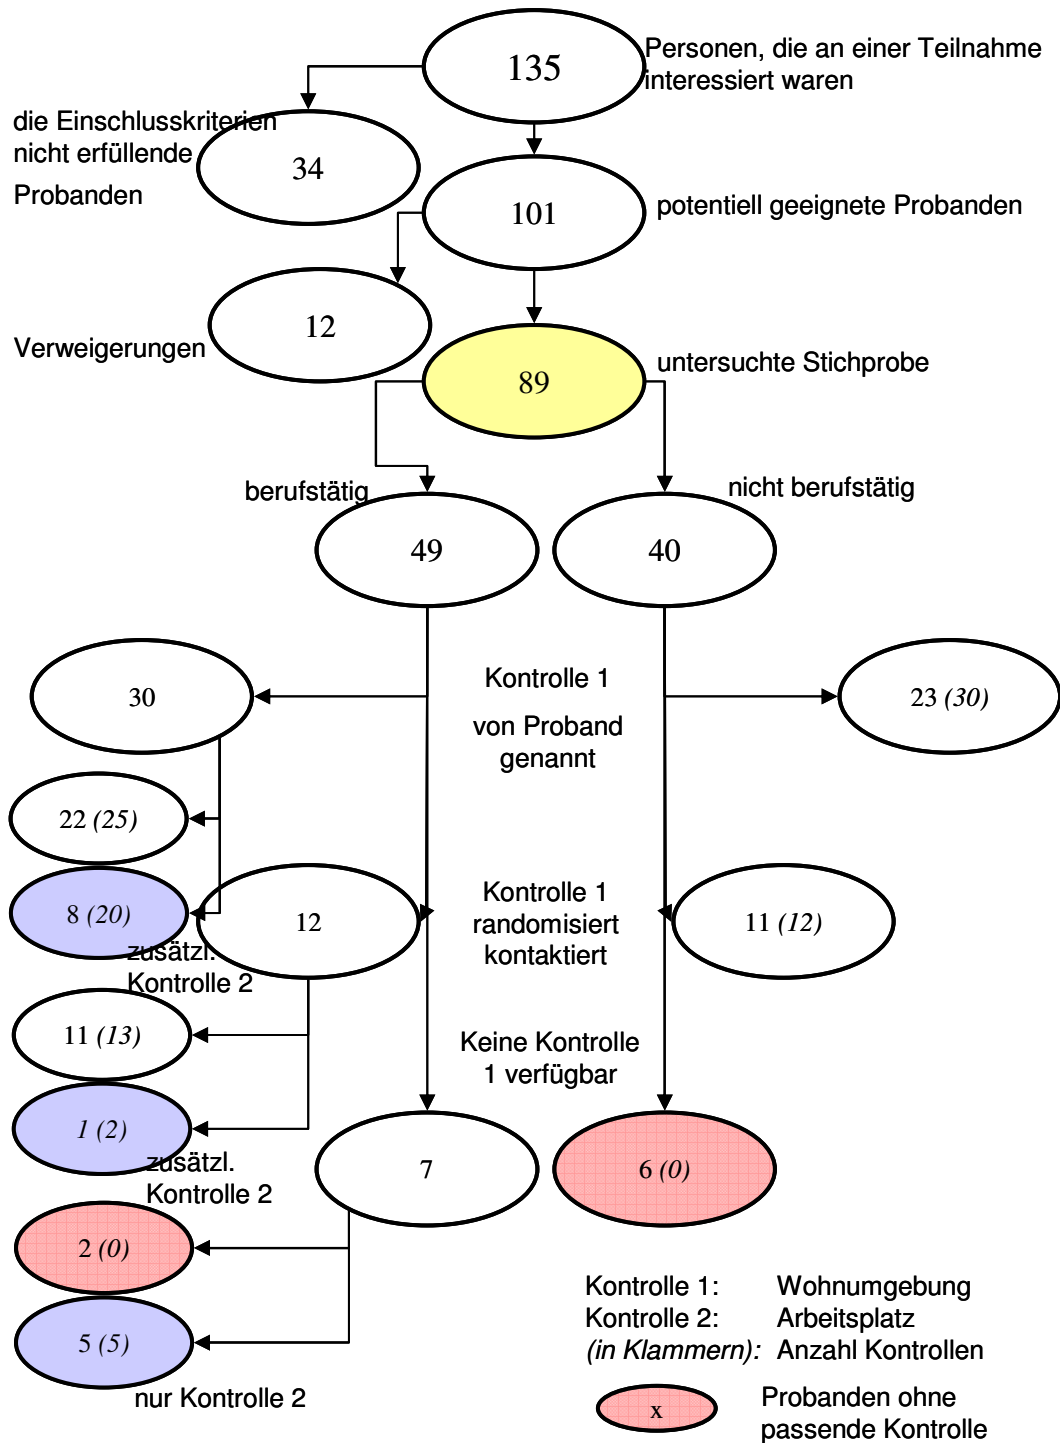 135
Personen, die an einer Teilnahme
interessiert waren
die Einschlusskriterien
nicht erfüllende
Probanden
34
101
potentiell geeignete Probanden
Verweigerungen
12
89
untersuchte Stichprobe
berufstätig
nicht berufstätig
49
40
30
Kontrolle 1
von Proband
genannt
23 (30)
22 (25)
8 (20)
zusätzl.
Kontrolle 2
12
Kontrolle 1
randomisiert
kontaktiert
11 (12)
11 (13)
1 (2)
zusätzl.
Kontrolle 2
Keine Kontrolle
1 verfügbar
7
6 (0)
2 (0)
5 (5)
nur Kontrolle 2
Kontrolle 1: Wohnumgebung
Kontrolle 2: Arbeitsplatz
(in Klammern): Anzahl Kontrollen
x
Probanden ohne
passende Kontrolle